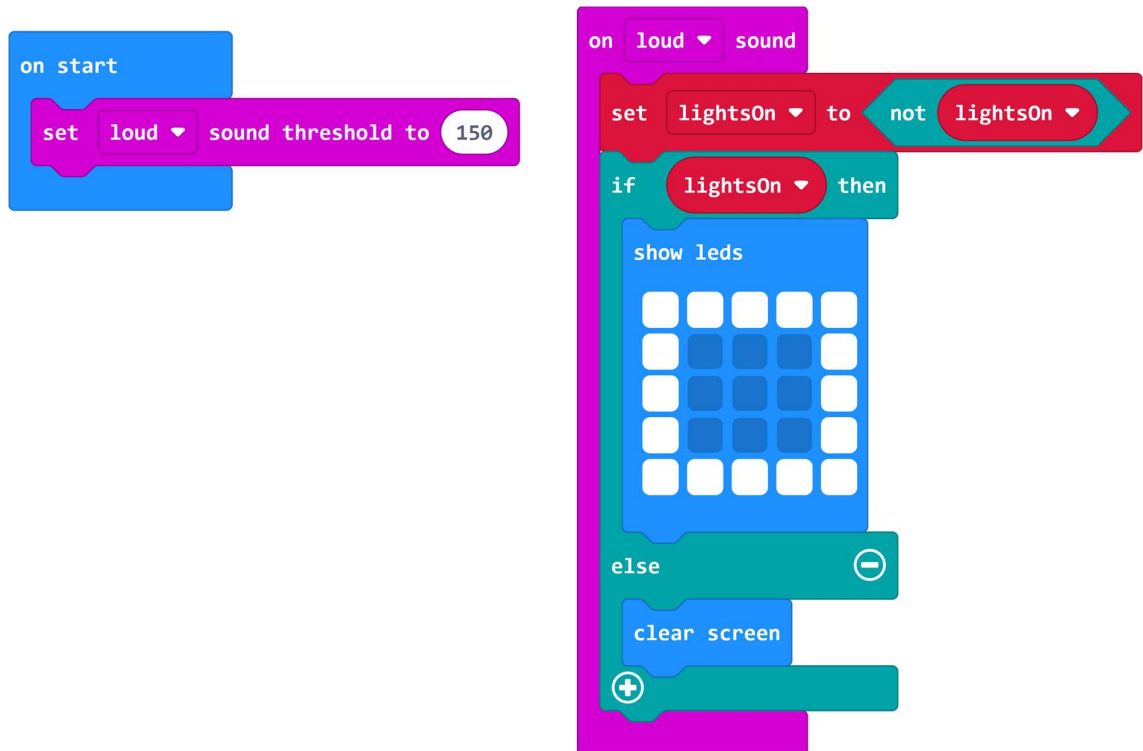 on start
set loud sound threshold to 150
on loud sound
set lightsOn to not lightsOn
if lightsOn then
show leds
else
clear screen